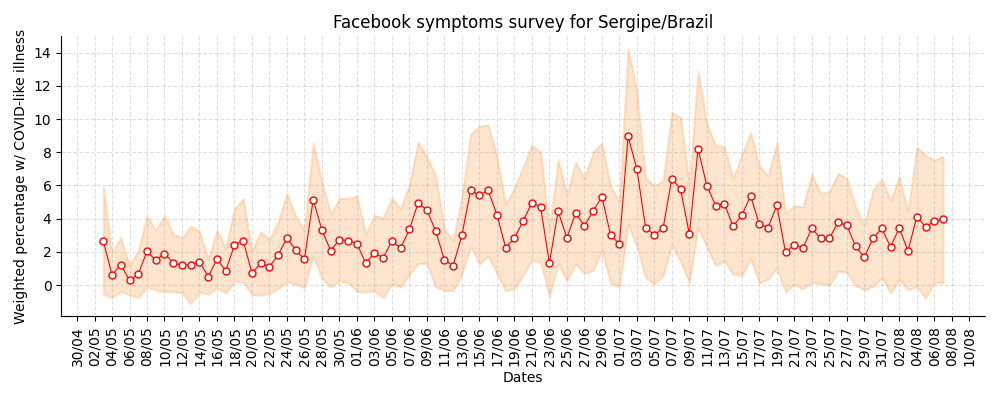 Facebook symptoms survey for Sergipe/Brazil
Weighted percentage w/ COVID-like illness
14
12
10
8
6
4
2
0
30/04 02/05 04/05 06/05 08/05 10/05 12/05 14/05 16/05 18/05 20/05 22/05 24/05 26/05 28/05 30/05 01/06 03/06 05/06 07/06 09/06 11/06 13/06 15/06 17/06 19/06 21/06 23/06 25/06 27/06 29/06 01/07 03/07 05/07 07/07 09/07 11/07 13/07 15/07 17/07 19/07 21/07 23/07 25/07 27/07 29/07 31/07 02/08 04/08 06/08 08/08 10/08
Dates